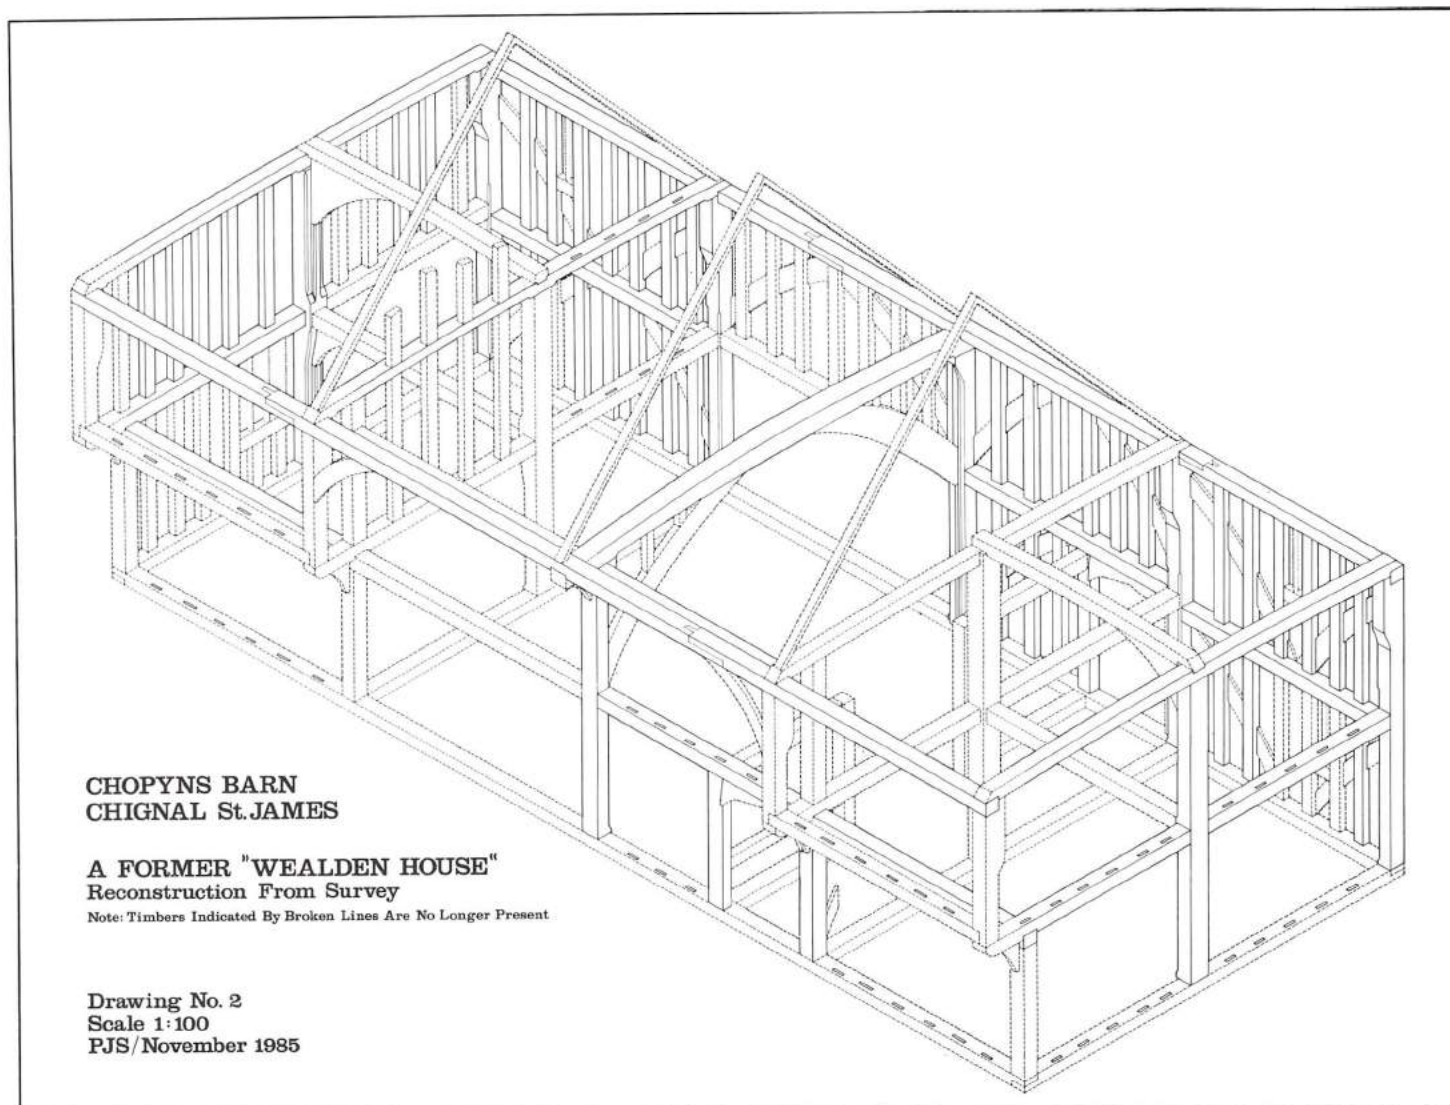 CHOPYNS BARN
CHIGNAL St. JAMES
A FORMER "WEALDEN HOUSE"
Reconstruction From Survey
Note: Timbers Indicated By Broken Lines Are No Longer Present
Drawing No. 2
Scale 1:100
PJS/November 1985